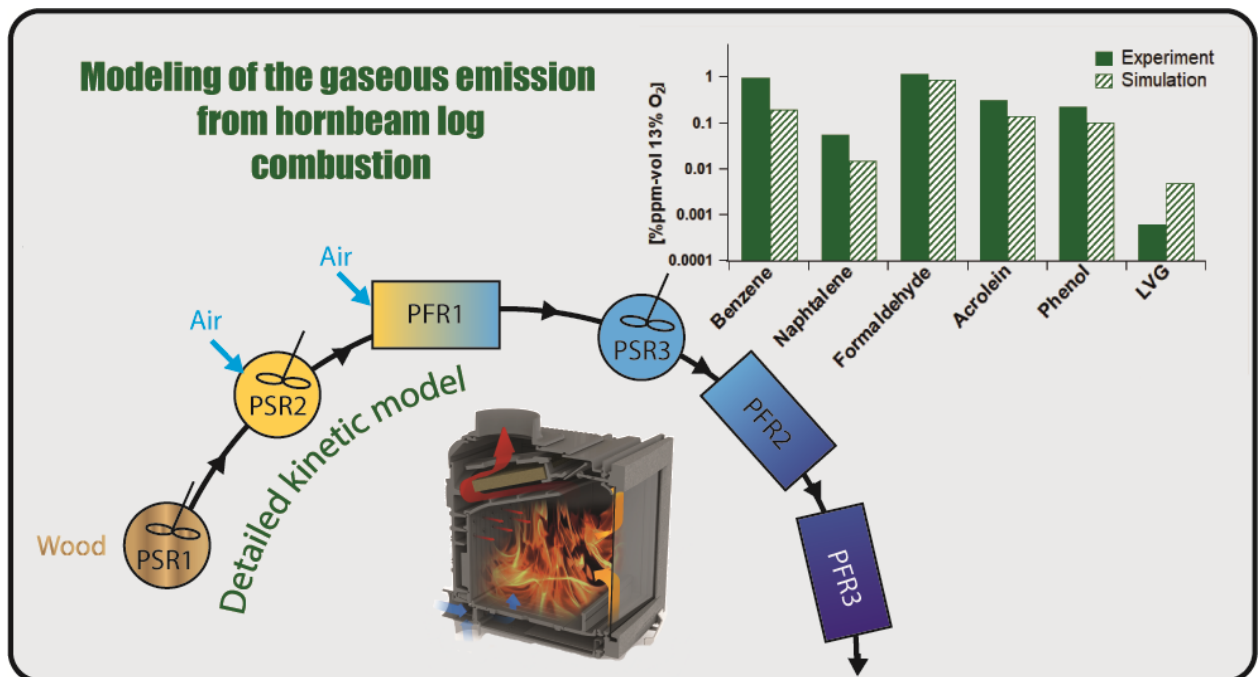 Modeling of the gaseous emission
from hornbeam log
combustion
[%ppm-vol 13% O₂]
1
0.1
0.01
0.001
0.0001
Experiment
Simulation
Benzene
Naphtalene
Formaldehyde
Acrolein
Phenol
LVG
Wood
PSR1
Air
PSR2
Air
PFR1
PSR3
PFR2
PFR3
Detailed kinetic model